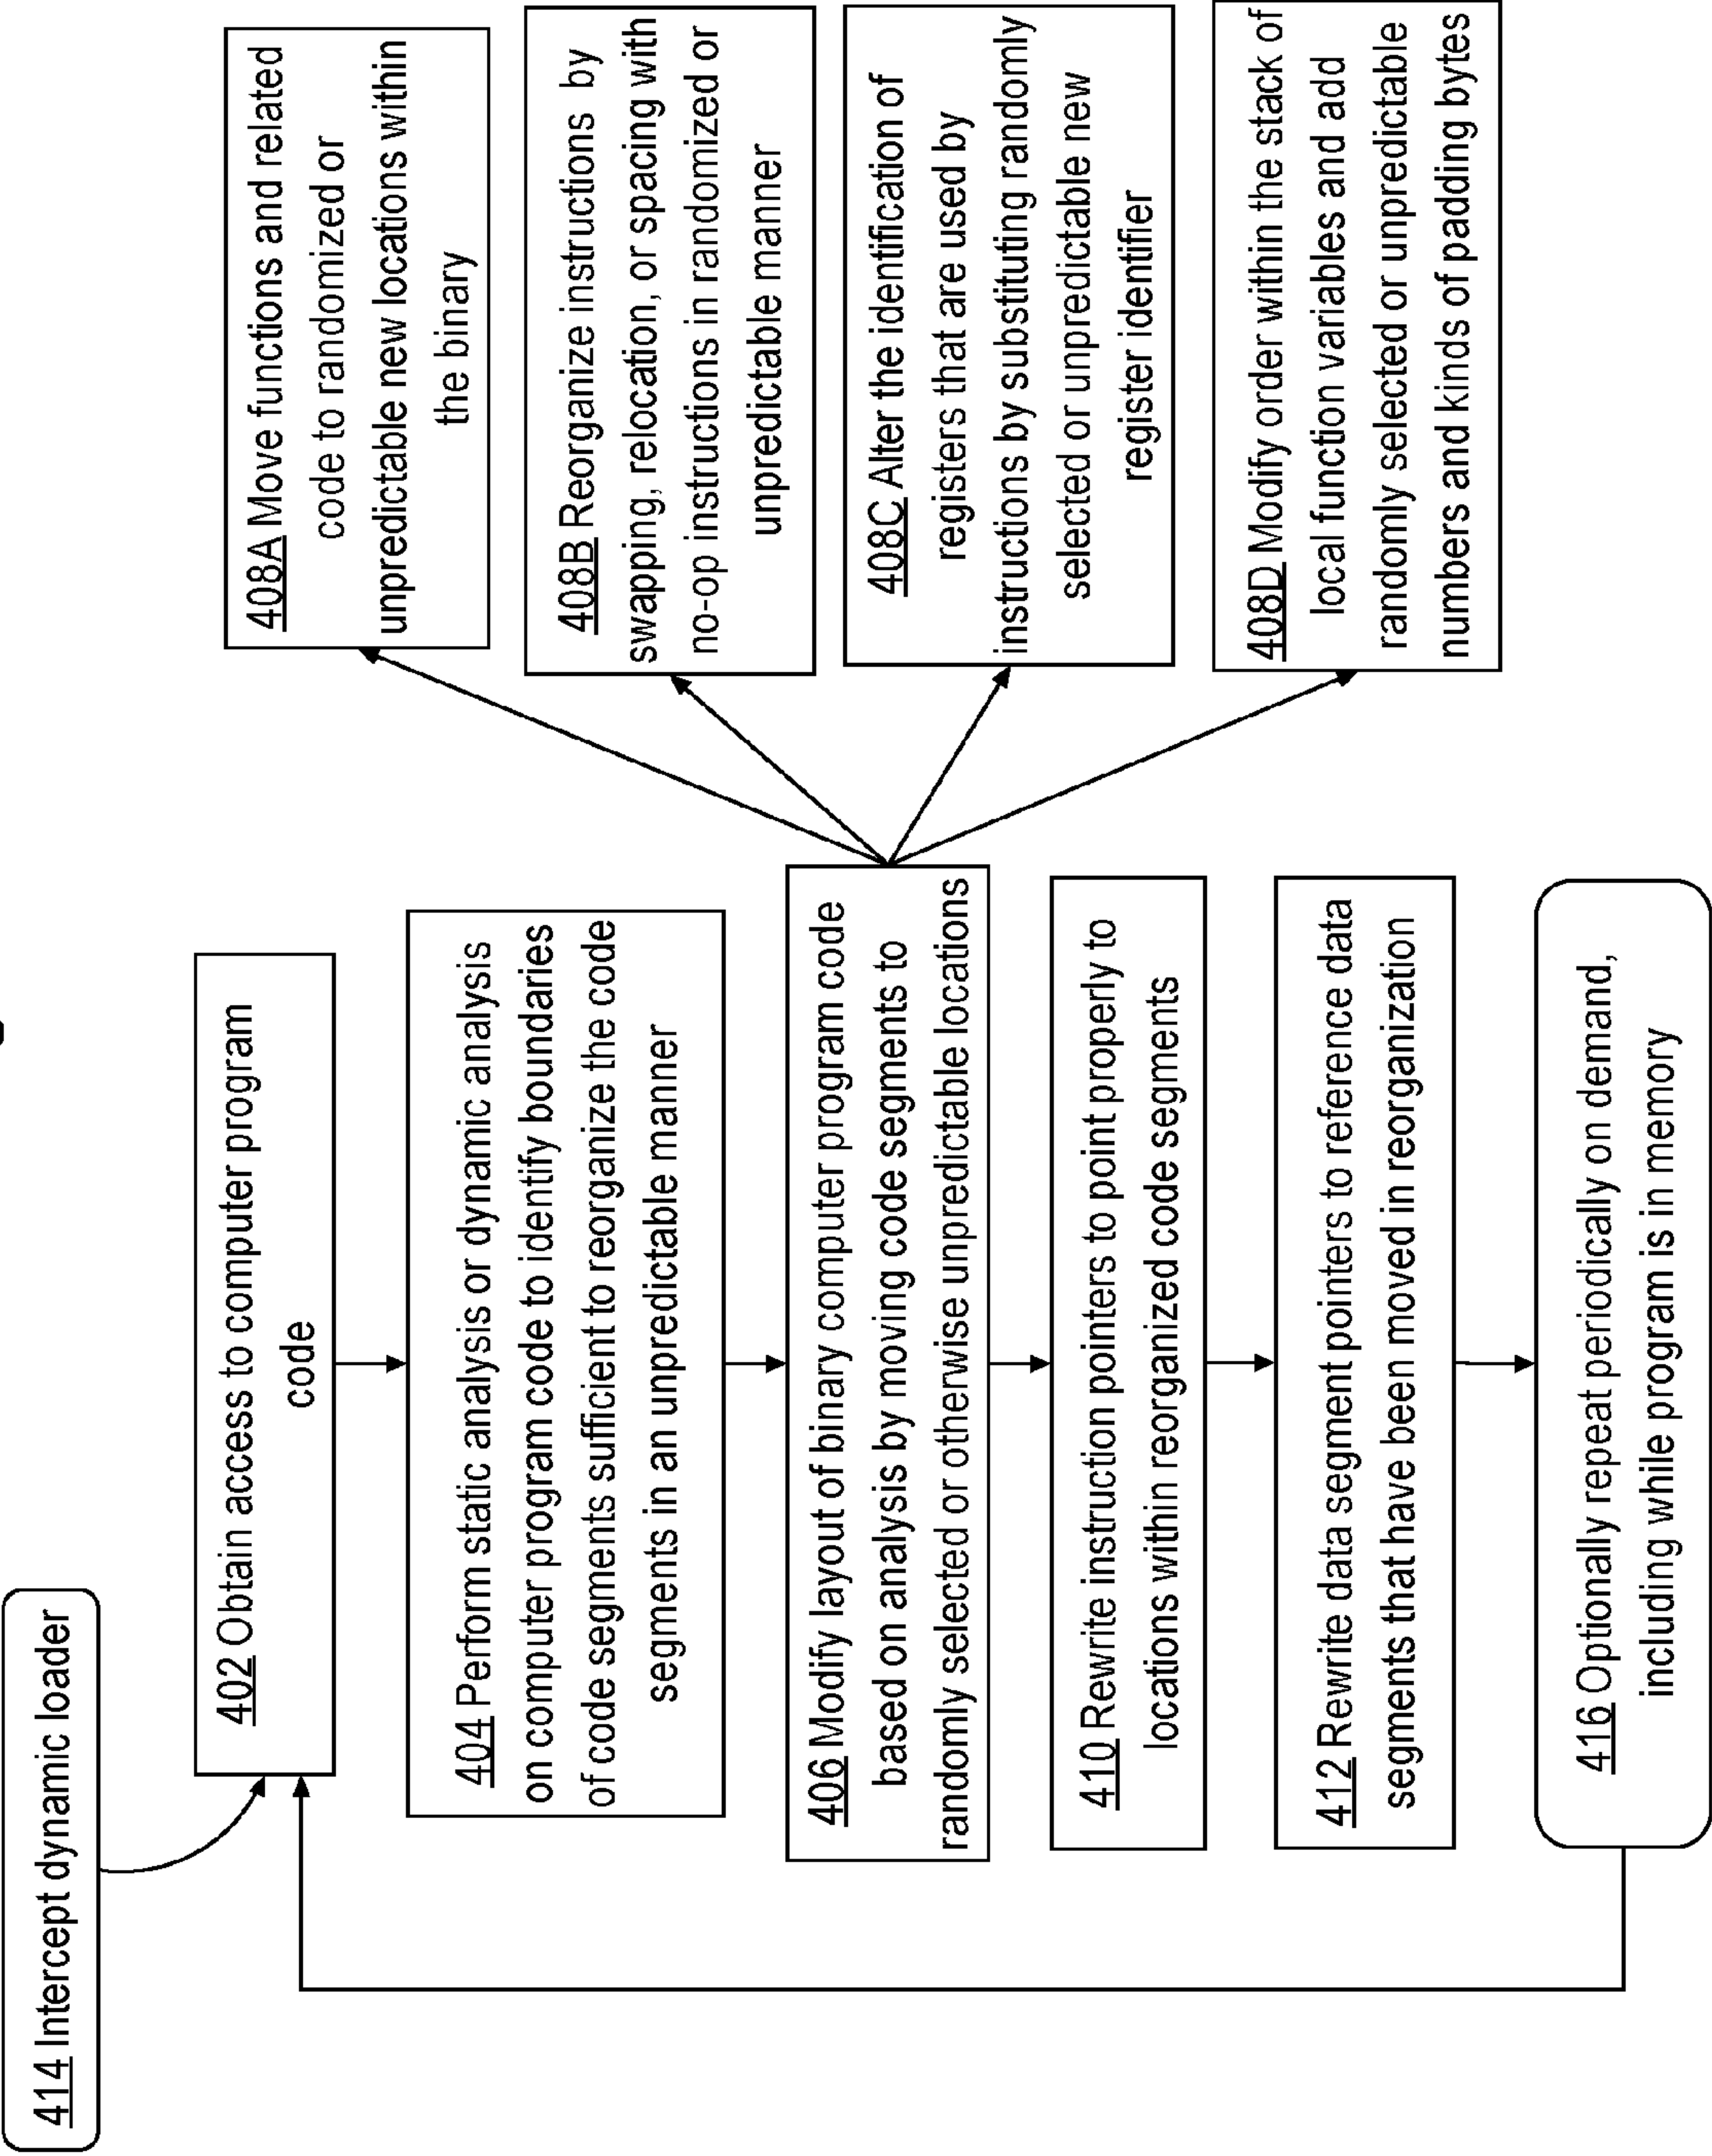 414 Intercept dynamic loader
402 Obtain access to computer program
code
404 Perform static analysis or dynamic analysis
on computer program code to identify boundaries
of code segments sufficient to reorganize the code
segments in an unpredictable manner
406 Modify layout of binary computer program code
based on analysis by moving code segments to
randomly selected or otherwise unpredictable locations
408A Move functions and related
code to randomized or
unpredictable new locations within
the binary
408B Reorganize instructions by
swapping, relocation, or spacing with
no-op instructions in randomized or
unpredictable manner
408C Alter the identification of
registers that are used by
instructions by substituting randomly
selected or unpredictable new
register identifier
408D Modify order within the stack of
local function variables and add
randomly selected or unpredictable
numbers and kinds of padding bytes
410 Rewrite instruction pointers to point properly to
locations within reorganized code segments
412 Rewrite data segment pointers to reference data
segments that have been moved in reorganization
416 Optionally repeat periodically on demand,
including while program is in memory